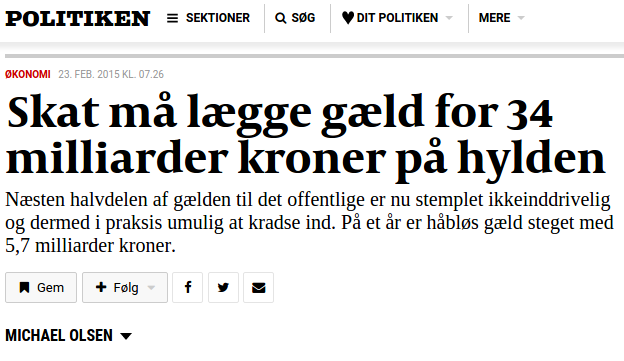 POLITIKEN SEKTIONER SØG DIT POLITIKEN MERE
ØKONOMI 23. FEB. 2015 KL. 07.26
Skat må lægge gæld for 34
milliarder kroner på hylden
Næsten halvdelen af gælden til det offentlige er nu stemplet ikkeinddrivelig
og dermed i praksis umulig at kradse ind. På et år er håbløs gæld steget med
5,7 milliarder kroner.
Gem Følg
MICHAEL OLSEN